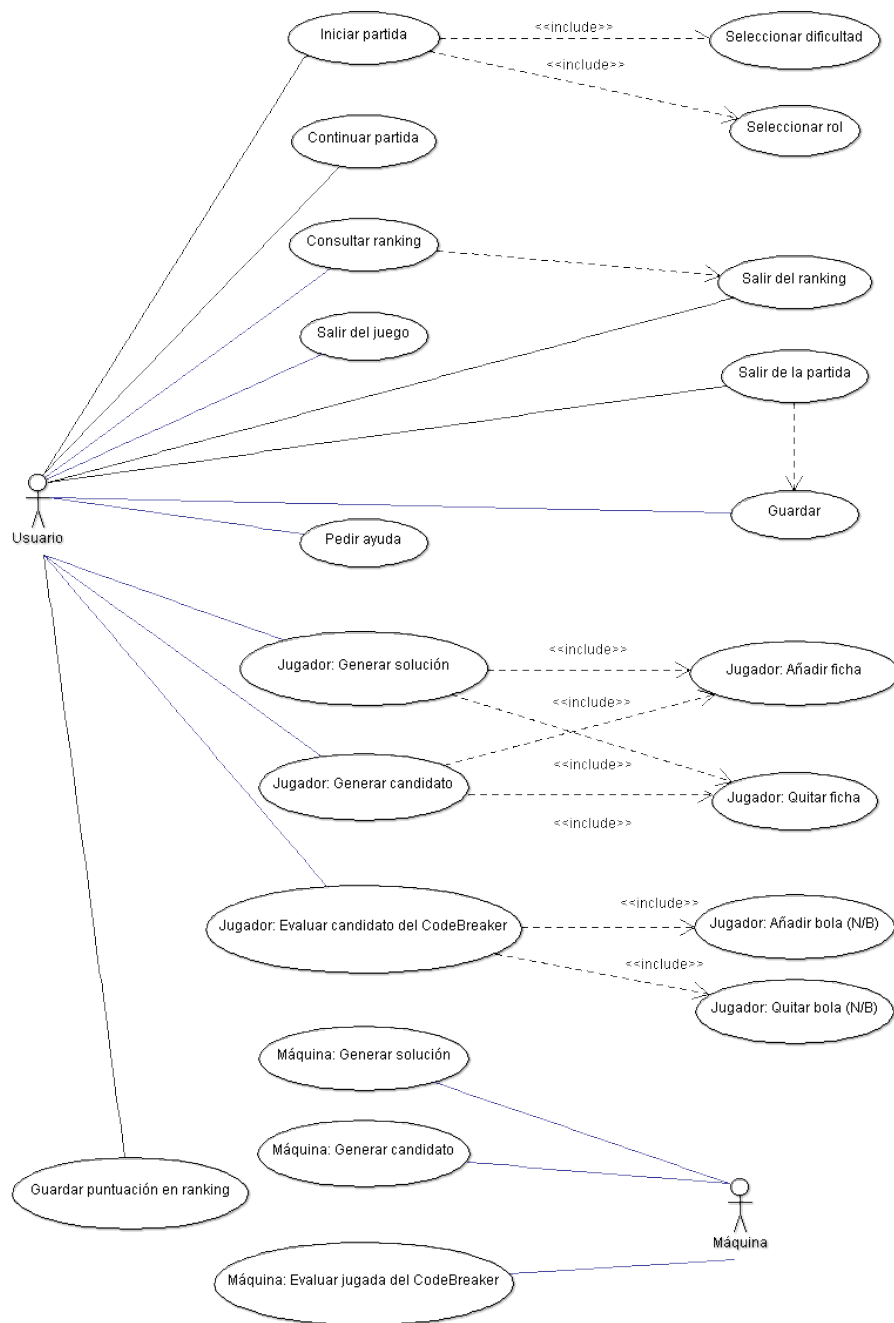 Iniciar partida
<<include>>
Seleccionar dificultad
<<include>>
Seleccionar rol
Continuar partida
Consultar ranking
Salir del ranking
Salir del juego
Salir de la partida
Usuario
Guardar
Pedir ayuda
Jugador: Generar solución
<<include>>
Jugador: Añadir ficha
<<include>>
Jugador: Generar candidato
<<include>>
Jugador: Quitar ficha
<<include>>
Jugador: Evaluar candidato del CodeBreaker
<<include>>
Jugador: Añadir bola (N/B)
<<include>>
Jugador: Quitar bola (N/B)
Máquina: Generar solución
Máquina: Generar candidato
Guardar puntuación en ranking
Máquina
Máquina: Evaluar jugada del CodeBreaker